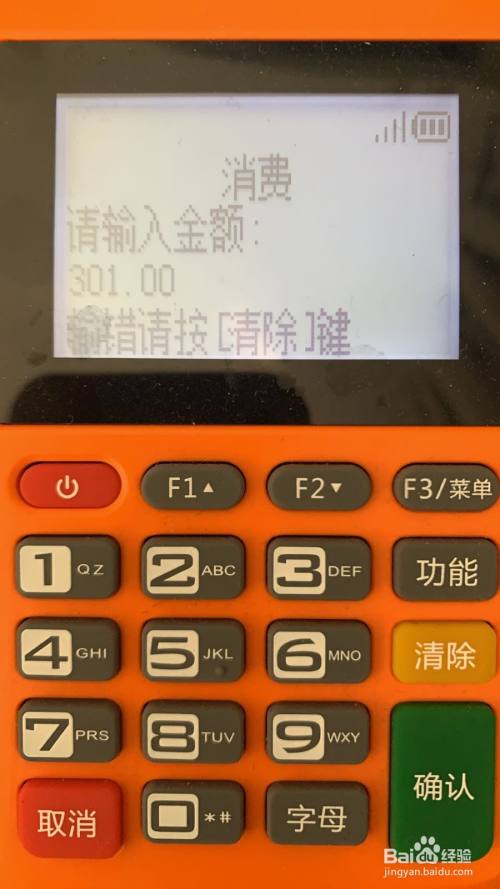 消费
请输入金额:
301.00
输错请按[清除]键
F1▲ F2▼ F3/菜单
1 QZ 2 ABC 3 DEF 功能
4 GHI 5 JKL 6 MNO 清除
7 PRS 8 TUV 9 WXY 确认
取消 0 *# 字母
Baidu经验
jingyan.baidu.com